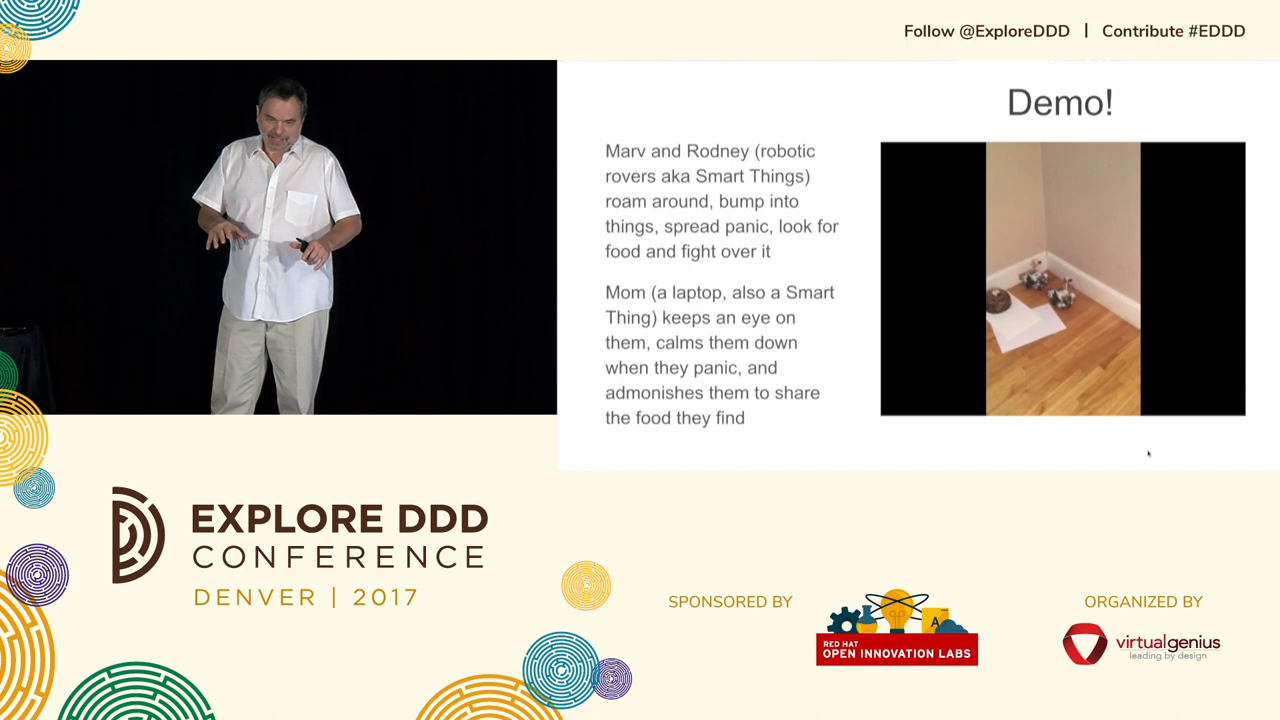 Follow @ExploreDDD | Contribute #EDDD
Demo!
Marv and Rodney (robotic
rovers aka Smart Things)
roam around, bump into
things, spread panic, look for
food and fight over it
Mom (a laptop, also a Smart
Thing) keeps an eye on
them, calms them down
when they panic, and
admonishes them to share
the food they find
EXPLORE DDD
CONFERENCE
DENVER | 2017
SPONSORED BY
A
RED HAT
OPEN INNOVATION LABS
ORGANIZED BY
virtualgenius
leading by design